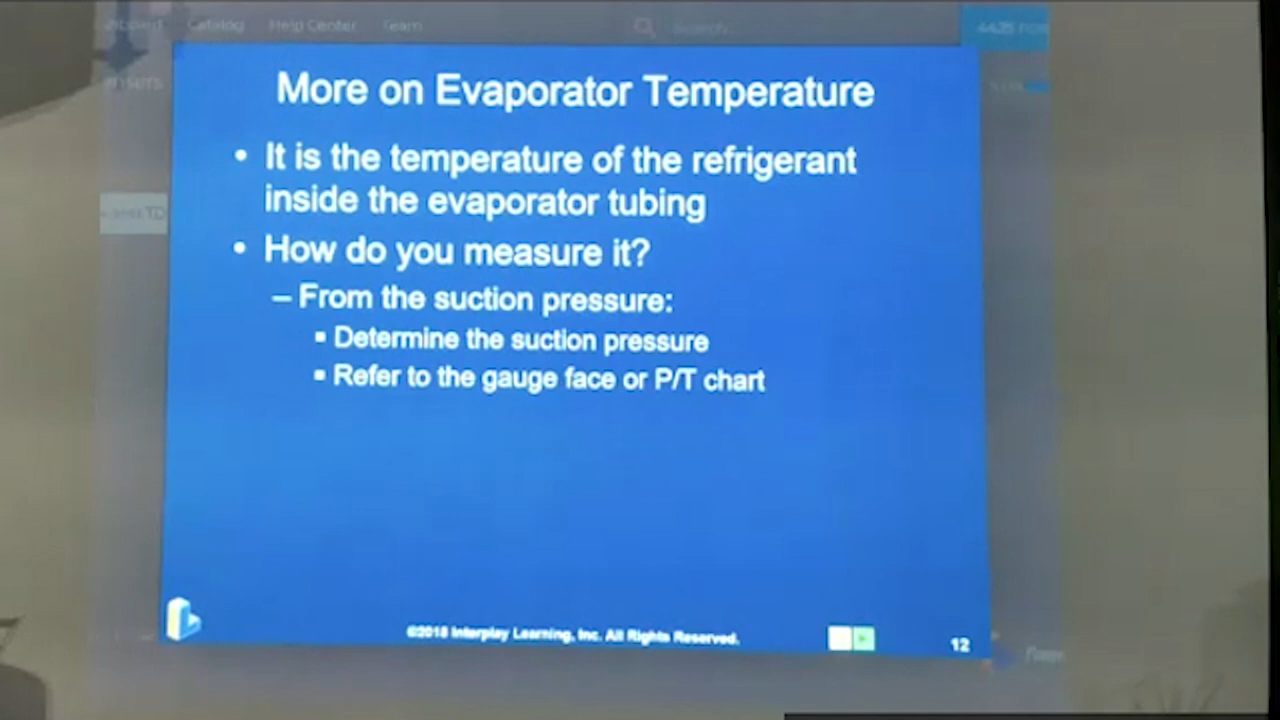 Catalog Help Center Team
Search...
More on Evaporator Temperature
• It is the temperature of the refrigerant
inside the evaporator tubing
• How do you measure it?
– From the suction pressure:
▪ Determine the suction pressure
▪ Refer to the gauge face or P/T chart
©2018 Interplay Learning, Inc. All Rights Reserved.
12